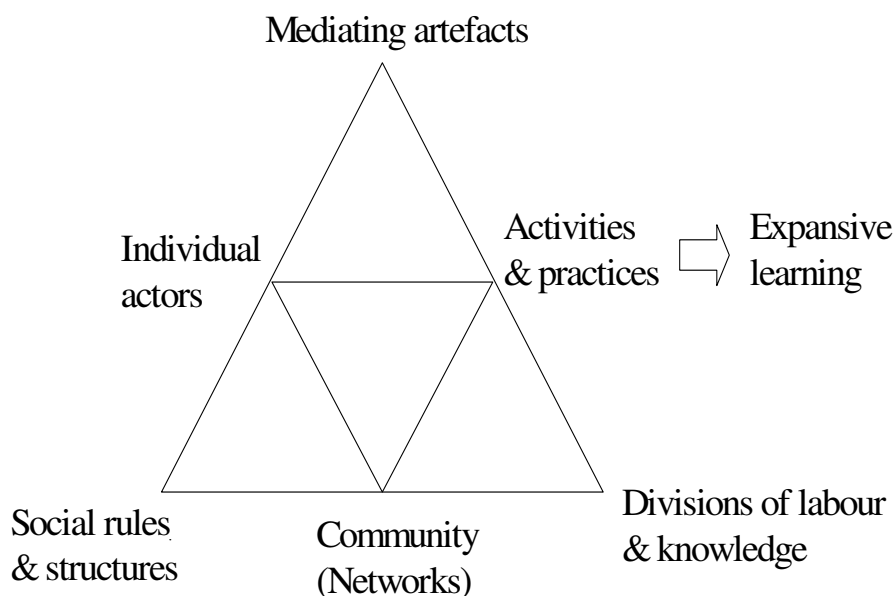 Mediating artefacts
Individual
actors
Activities
& practices
Expansive
learning
Social rules
& structures
Community
(Networks)
Divisions of labour
& knowledge